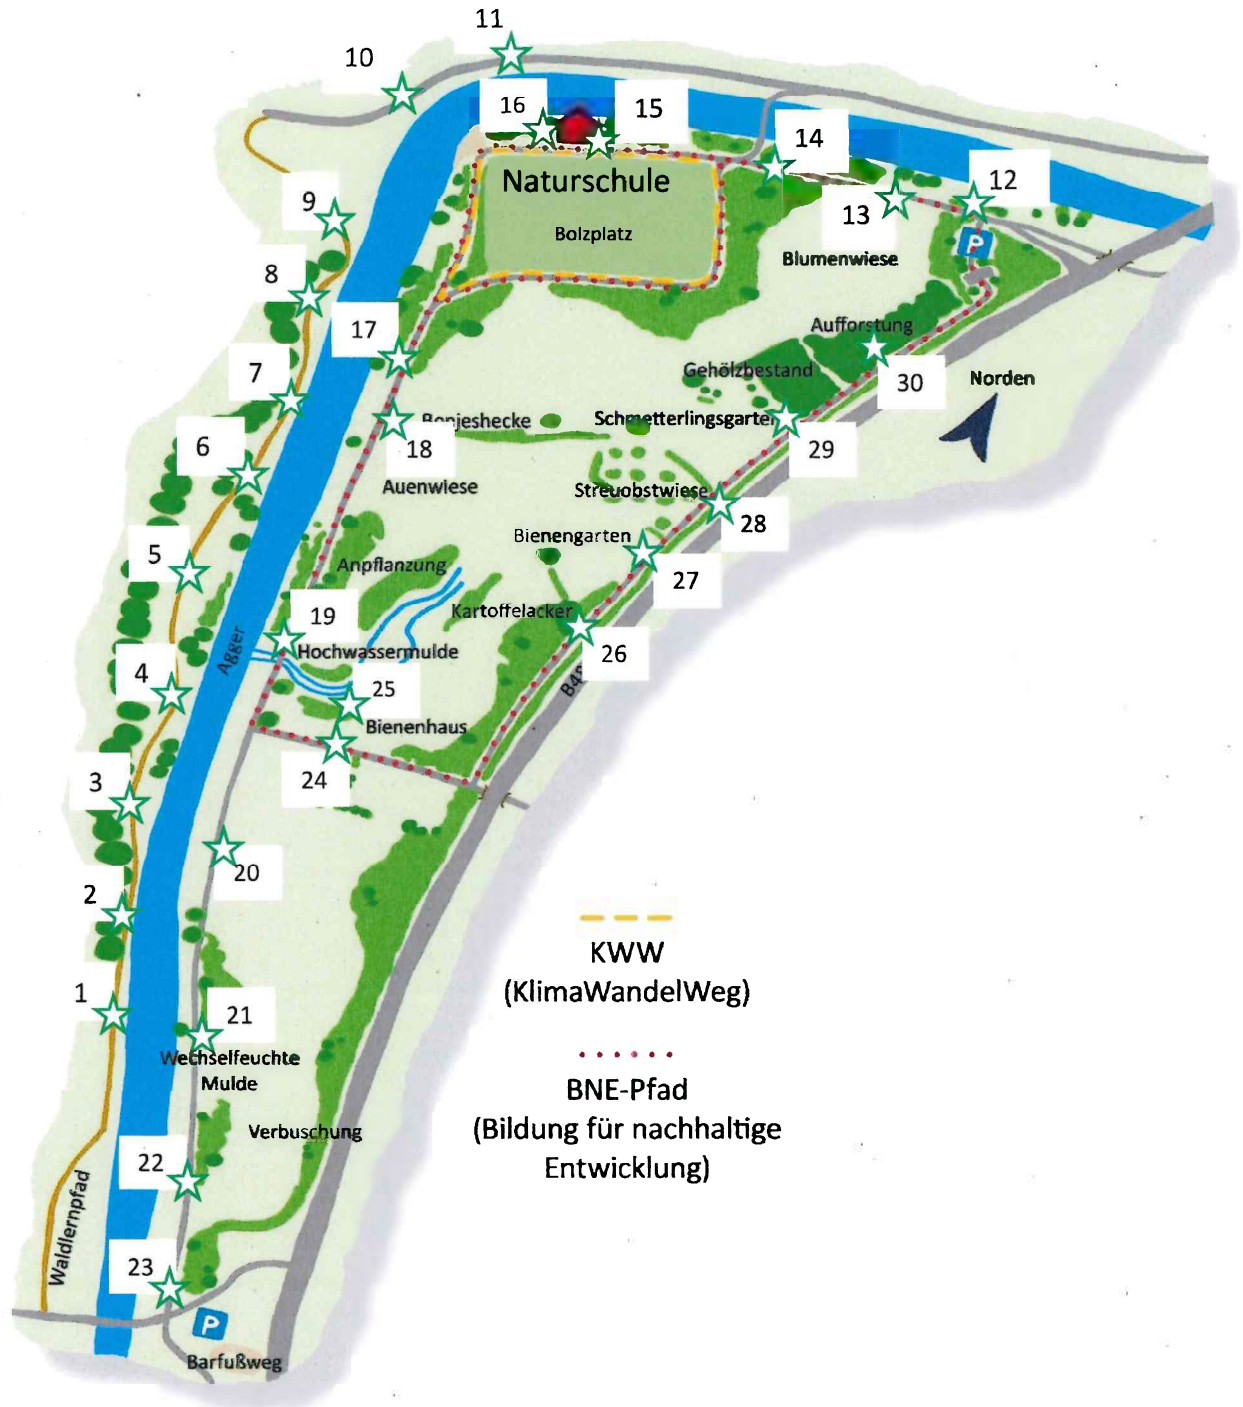 11
10
16
15
14
12
Naturschule
9
13
Bolzplatz
P
Blumenwiese
8
17
Aufforstung
Gehölzbestand
30
Norden
7
Benjeshecke
Schmetterlingsgarten
6
18
29
Auenwiese
Streuobstwiese
28
Bienengarten
5
Anpflanzung
27
19
Kartoffelacker
Agger
Hochwassermulde
26
4
25
Bienenhaus
3
24
20
2
KWW
(KlimaWandelWeg)
1
21
Wechselfeuchte
Mulde
BNE-Pfad
(Bildung für nachhaltige
Entwicklung)
Verbuschung
22
Waldlernpfad
23
P
Barfußweg